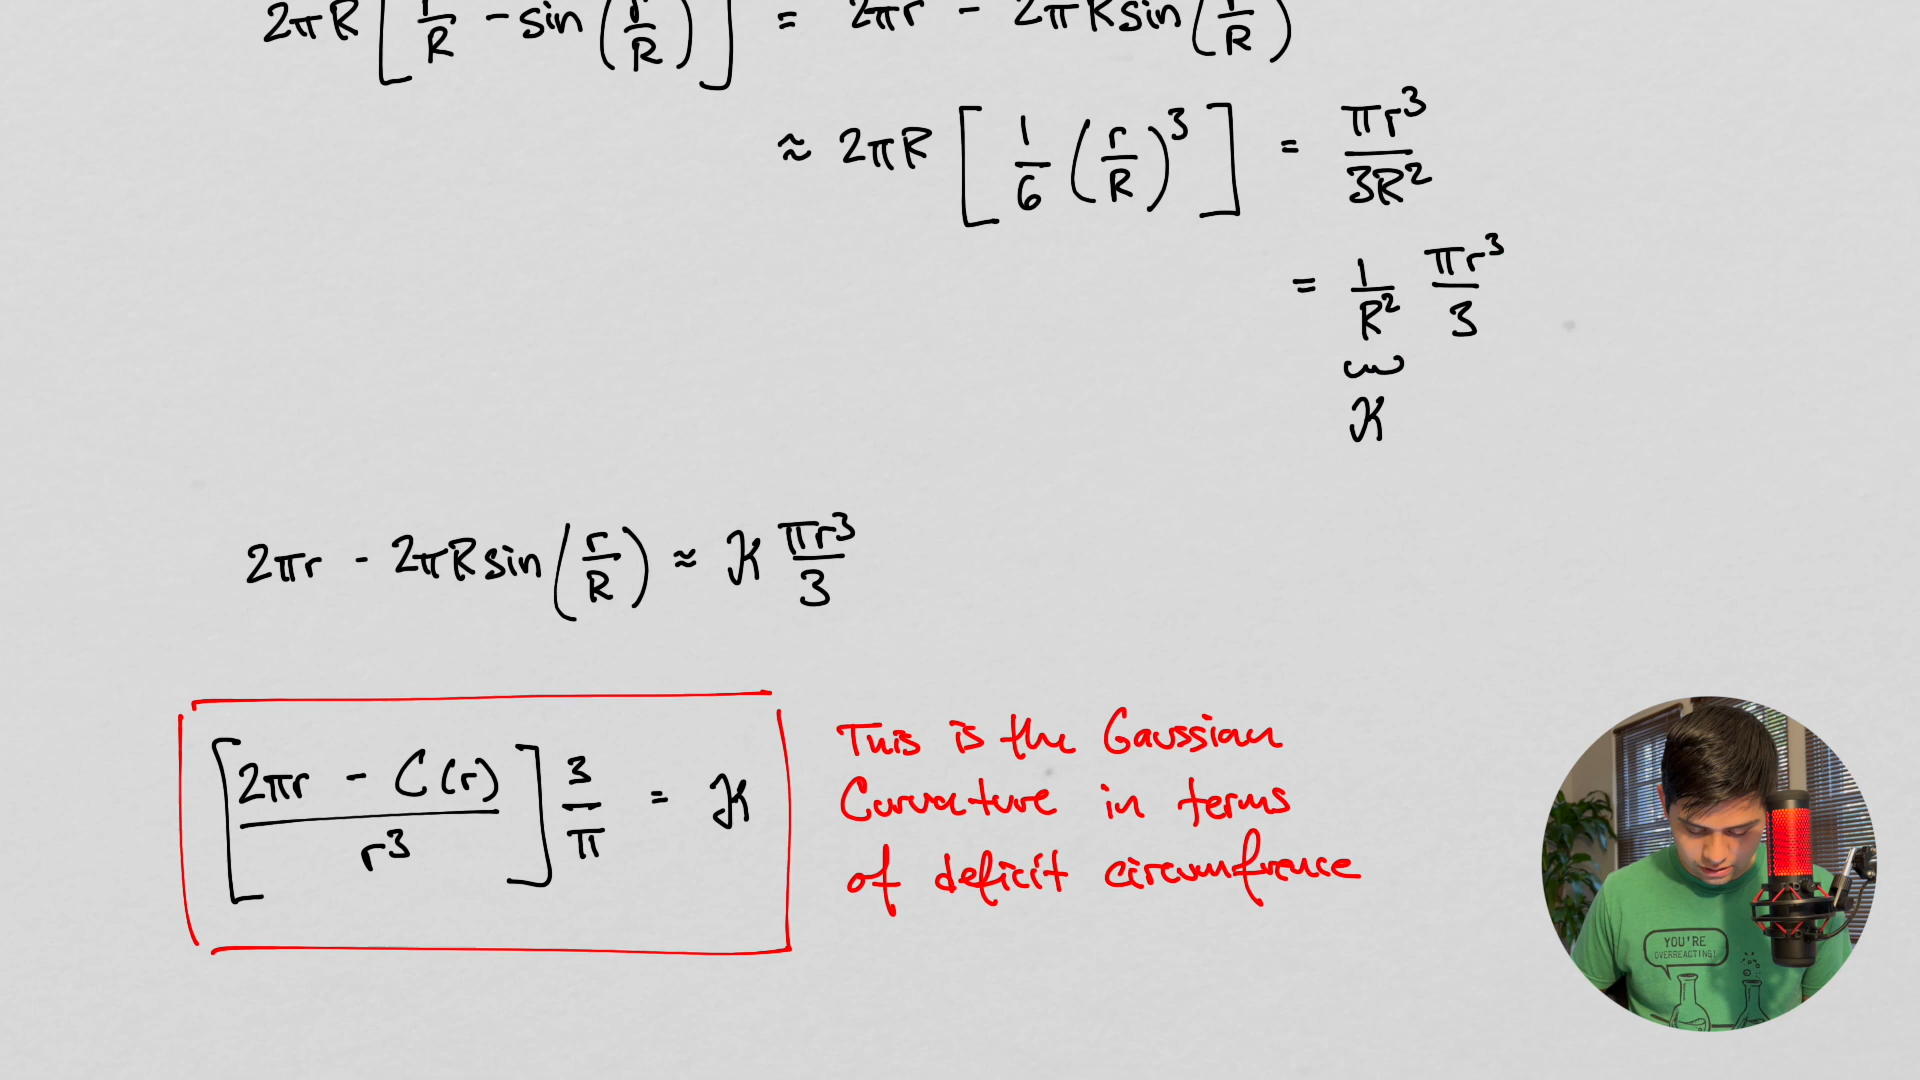 2πR [ r/R - sin (r/R) ] = 2πr - 2πR sin (r/R)
≈ 2πR [ 1/6 (r/R)³ ] = πr³/3R²
= 1/R² πr³/3
K
2πr - 2πR sin (r/R) ≈ K πr³/3
[ (2πr - C(r))/r³ ] 3/π = K
This is the Gaussian
Curvature in terms
of deficit circumfrence
YOU'RE
OVERREACTING!